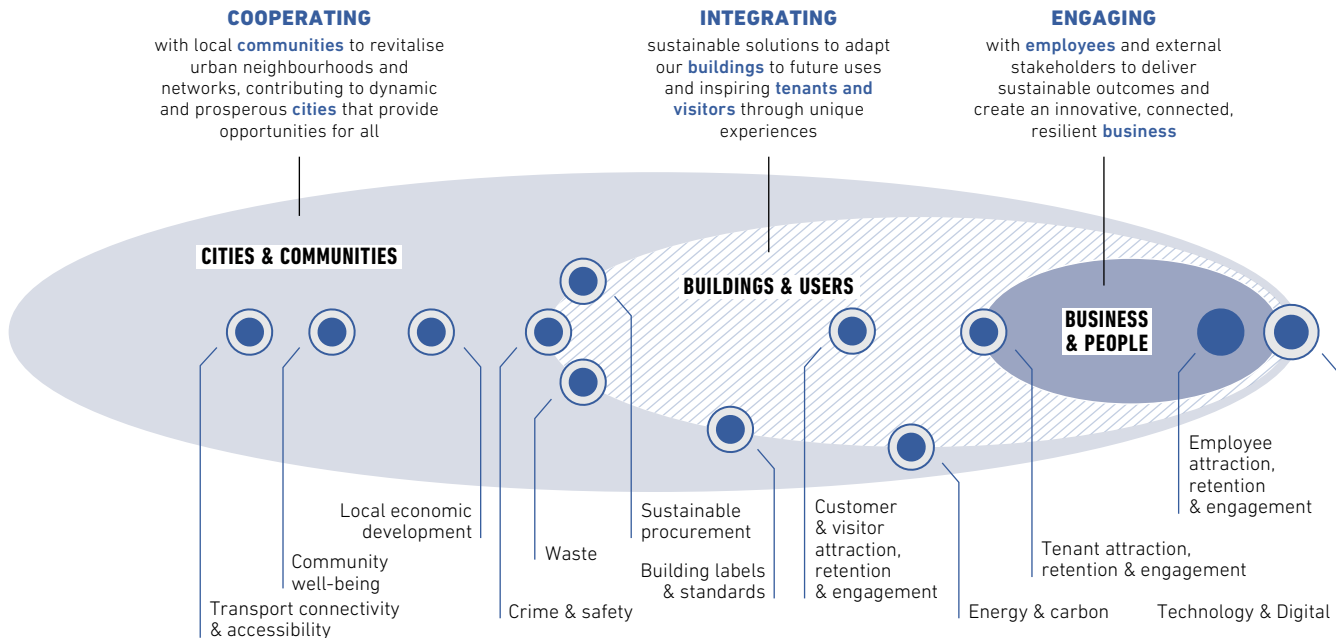 COOPERATING
with local communities to revitalise
urban neighbourhoods and
networks, contributing to dynamic
and prosperous cities that provide
opportunities for all
INTEGRATING
sustainable solutions to adapt
our buildings to future uses
and inspiring tenants and
visitors through unique
experiences
ENGAGING
with employees and external
stakeholders to deliver
sustainable outcomes and
create an innovative, connected,
resilient business
CITIES & COMMUNITIES
BUILDINGS & USERS
BUSINESS
& PEOPLE
Transport connectivity
& accessibility
Community
well-being
Local economic
development
Crime & safety
Waste
Sustainable
procurement
Building labels
& standards
Customer
& visitor
attraction,
retention
& engagement
Energy & carbon
Tenant attraction,
retention & engagement
Employee
attraction,
retention
& engagement
Technology & Digital